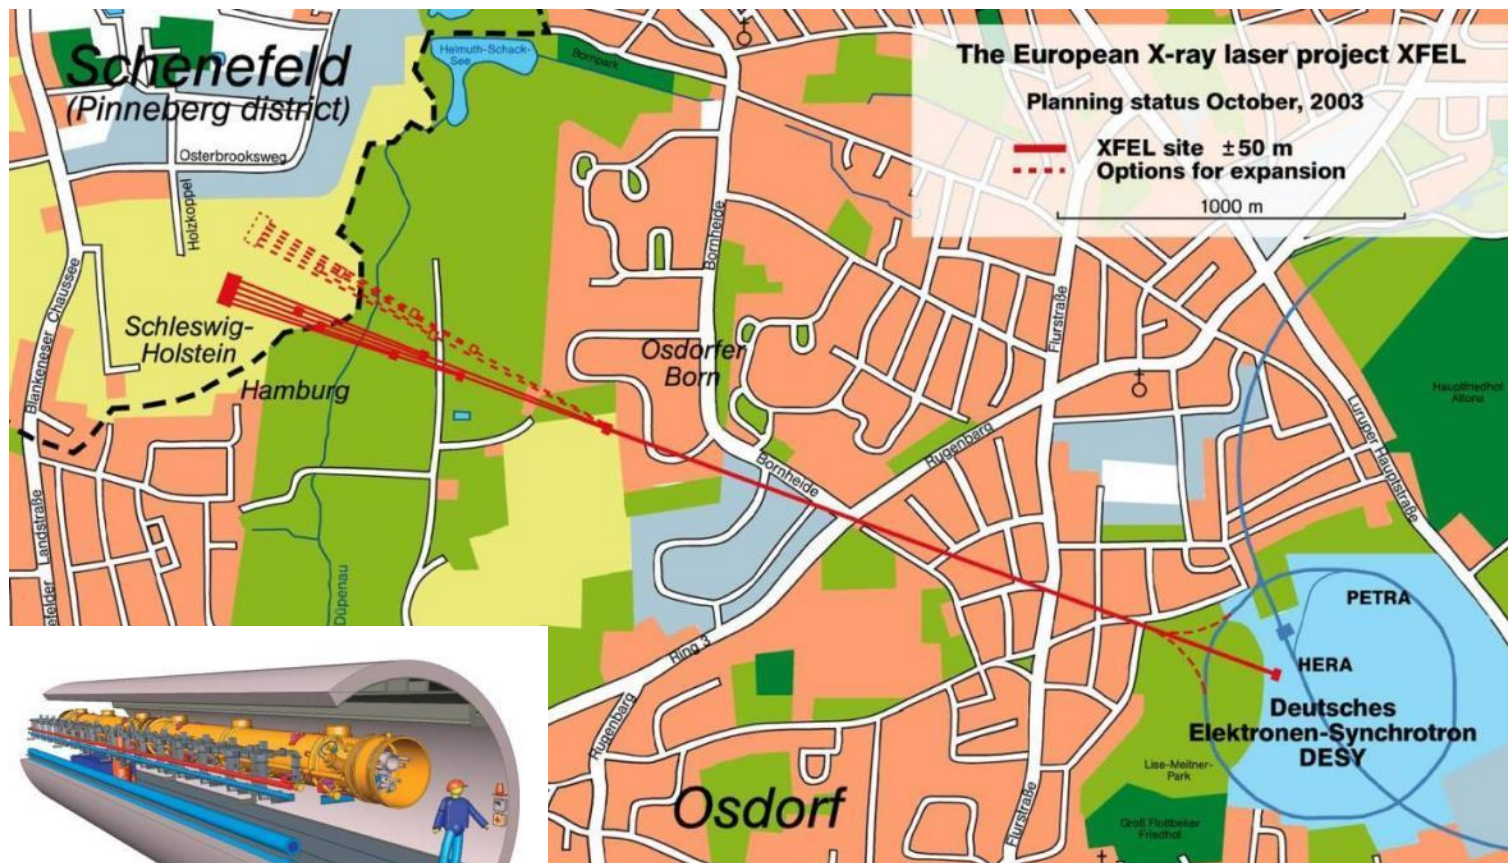 Schenefeld
(Pinneberg district)
Helmuth-Schack-
See
Bornpark
The European X-ray laser project XFEL
Planning status October, 2003
XFEL site ±50 m
Options for expansion
1000 m
Osterbrooksweg
Holzkoppel
Blankeneser Chaussee
Schleswig-
Holstein
Hamburg
Bornheide
Osdorfer
Born
Flurstraße
Rugenbarg
Bornheide
Hauptfriedhof
Altona
Luruper Hauptstraße
Landstraße
Düpenau
Ring 3
Rugenbarg
PETRA
HERA
Deutsches
Elektronen-Synchrotron
DESY
Lise-Meitner-
Park
Groß Flottbeker
Friedhof
Flurstraße
Osdorf